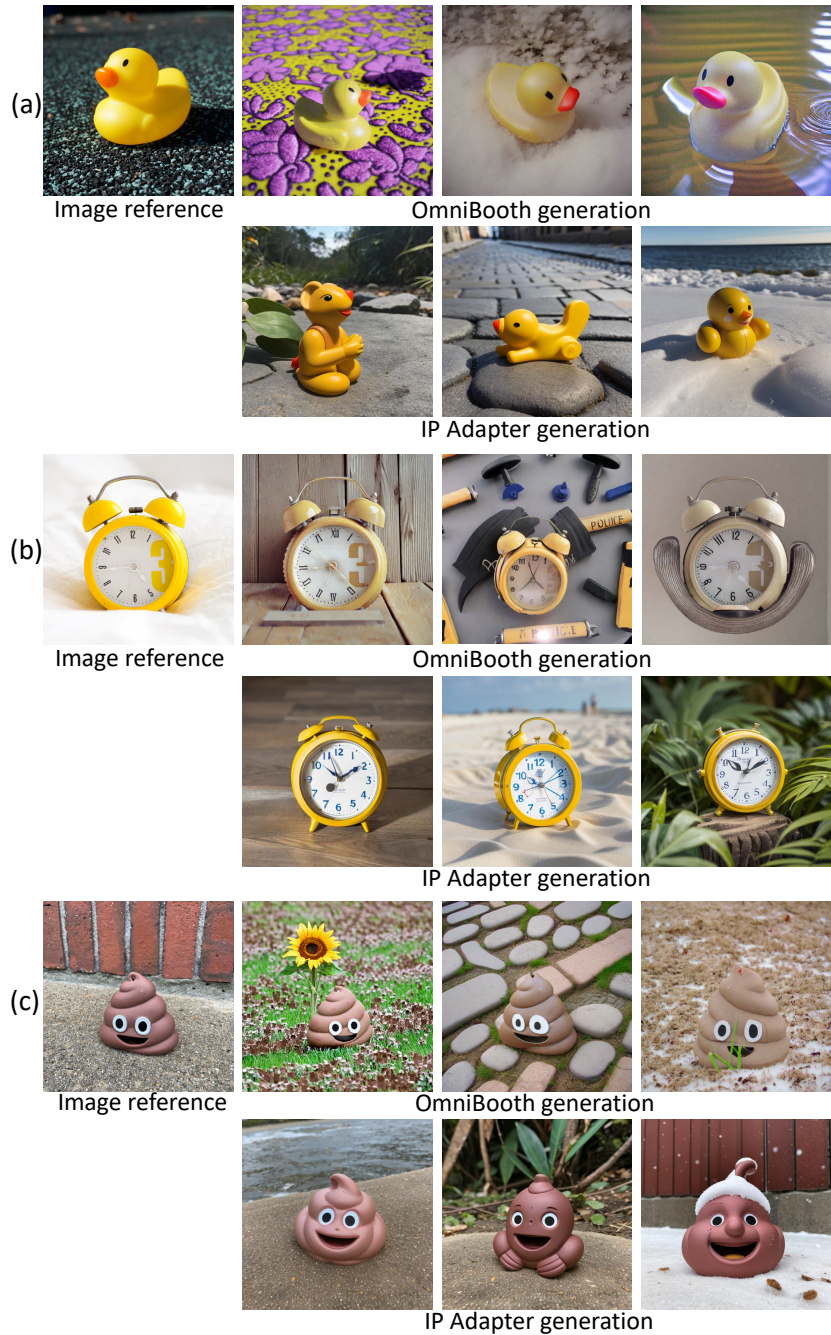 (a)
Image reference
OmniBooth generation
IP Adapter generation
(b)
POLICE
Image reference
OmniBooth generation
IP Adapter generation
(c)
Image reference
OmniBooth generation
IP Adapter generation